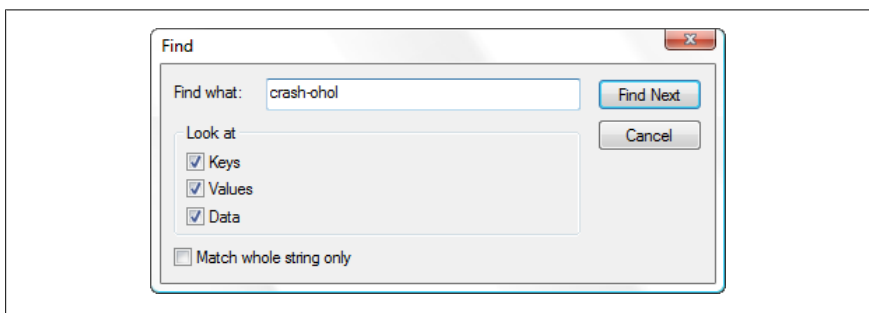 Find
Find what: crash-ohol Find Next
Look at Cancel
Keys
Values
Data
Match whole string only